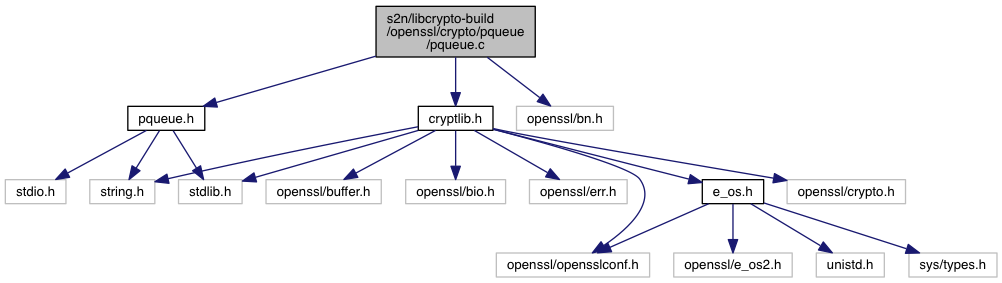 s2n/libcrypto-build
/openssl/crypto/pqueue
/pqueue.c
pqueue.h
cryptlib.h
openssl/bn.h
stdio.h
string.h
stdlib.h
openssl/buffer.h
openssl/bio.h
openssl/err.h
e_os.h
openssl/crypto.h
openssl/opensslconf.h
openssl/e_os2.h
unistd.h
sys/types.h